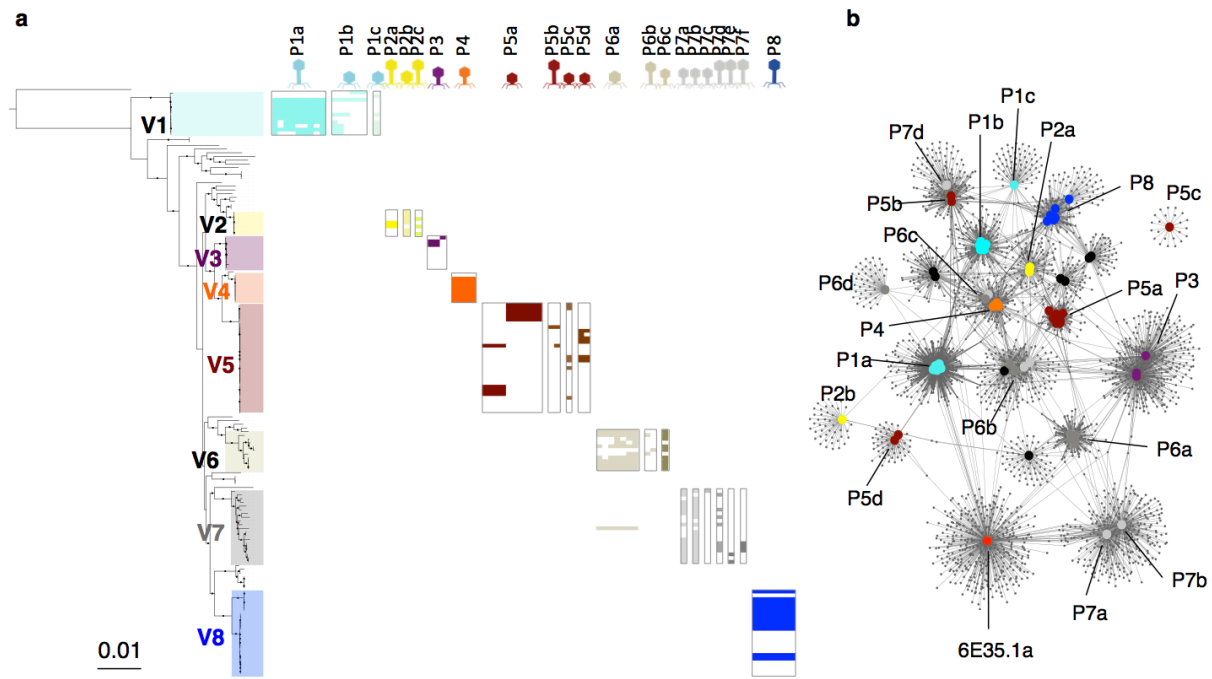 a
b
P1a
P1b
P1c
P2a
P2b
P2c
P3
P4
P5a
P5b
P5c
P5d
P6a
P6b
P6c
P7a
P7b
P7c
P7d
P7e
P7f
P8
V1
V2
V3
V4
V5
V6
V7
V8
0.01
P1c
P1b
P7d
P2a
P8
P5b
P5c
P6c
P6d
P5a
P3
P4
P1a
P2b
P6b
P6a
P5d
P7b
P7a
6E35.1a